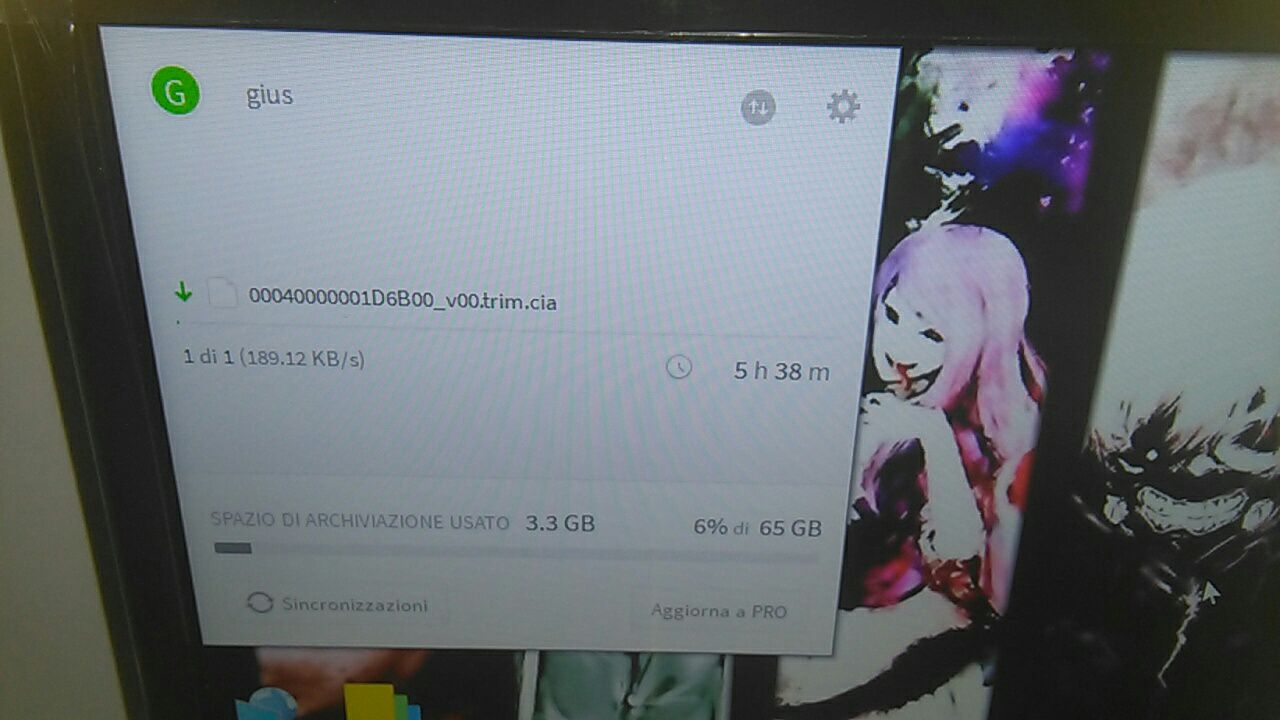 G gius
00040000001D6B00_v00.trim.cia
1 di 1 (189.12 KB/s) 5 h 38 m
SPAZIO DI ARCHIVIAZIONE USATO 3.3 GB 6% di 65 GB
Sincronizzazioni Aggiorna a PRO